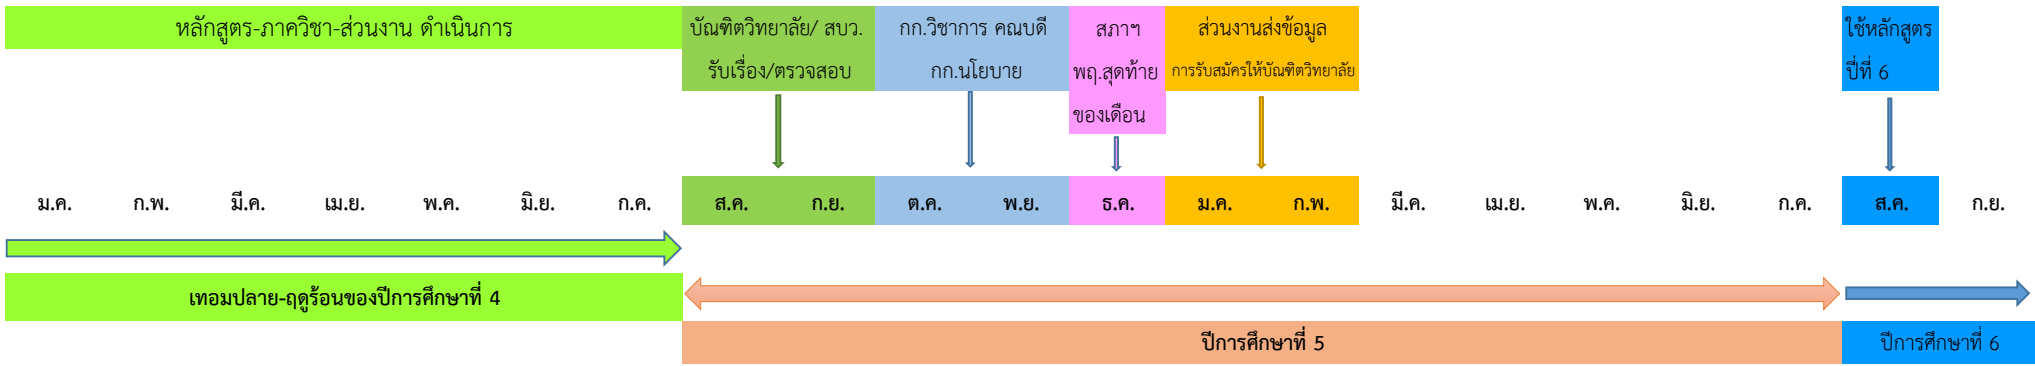 หลักสูตร-ภาควิชา-ส่วนงาน ดำเนินการ
บัณฑิตวิทยาลัย/ สบว.
รับเรื่อง/ตรวจสอบ
กก.วิชาการ คณบดี
กก.นโยบาย
สภาฯ
พฤ.สุดท้าย
ของเดือน
ส่วนงานส่งข้อมูล
การรับสมัครให้บัณฑิตวิทยาลัย
ใช้หลักสูตร
ปีที่ 6
ม.ค. ก.พ. มี.ค. เม.ย. พ.ค. มิ.ย. ก.ค. ส.ค. ก.ย. ต.ค. พ.ย. ธ.ค. ม.ค. ก.พ. มี.ค. เม.ย. พ.ค. มิ.ย. ก.ค. ส.ค. ก.ย.
เทอมปลาย-ฤดูร้อนของปีการศึกษาที่ 4
ปีการศึกษาที่ 5
ปีการศึกษาที่ 6